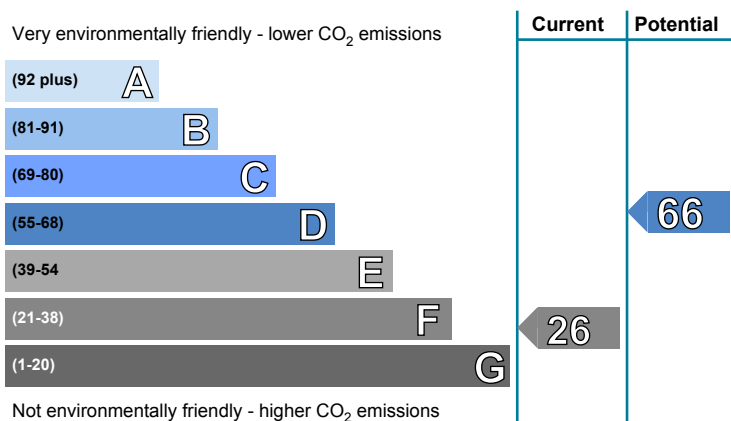 Very environmentally friendly - lower CO₂ emissions
Current
Potential
(92 plus) A
(81-91) B
(69-80) C
(55-68) D
66
(39-54 E
(21-38) F
26
(1-20) G
Not environmentally friendly - higher CO₂ emissions